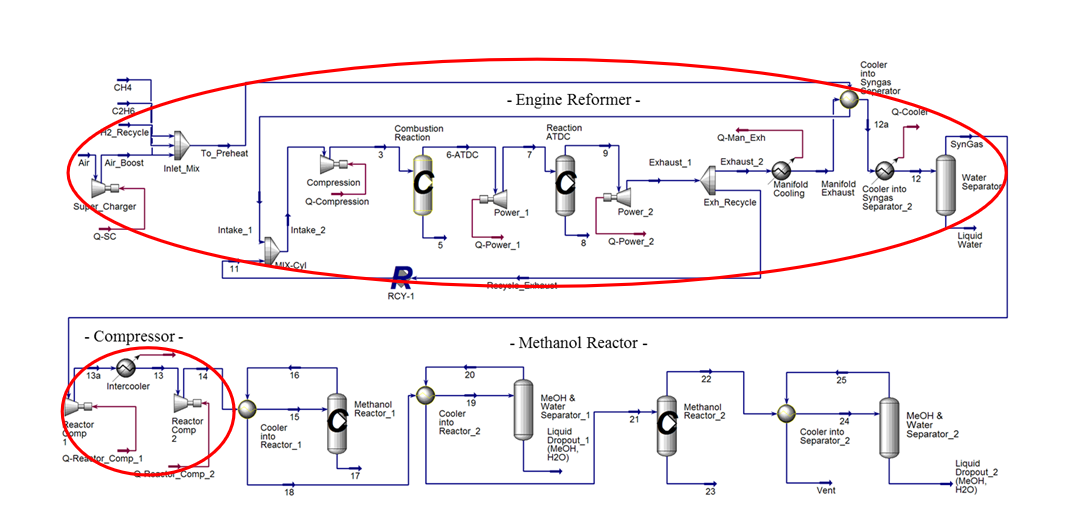 Cooler
into
Syngas
Seperator
CH4
C2H6
H2_Recycle
Air
Air_Boost
Inlet_Mix
To_Preheat
Super_Charger
Q-SC
- Engine Reformer -
Combustion
Reaction
Reaction
ATDC
Compression
3
Q-Compression
6-ATDC
5
Power_1
Q-Power_1
7
8
9
Power_2
Q-Power_2
Exhaust_1
Exhaust_2
Exh_Recycle
Q-Man_Exh
Manifold
Cooling
Manifold
Exhaust
12a
Q-Cooler
Cooler into
Syngas
Separator_2
12
SynGas
Water
Separator
Liquid
Water
Intake_1
Intake_2
11
MIX-Cyl
R
RCY-1
Recycle_Exhaust
- Compressor -
13a
Intercooler
13
14
Reactor
Comp
1
Reactor
Comp
2
Q-Reactor_Comp_1
Q-Reactor_Comp_2
- Methanol Reactor -
16
15
Cooler
into
Reactor_1
Methanol
Reactor_1
17
18
20
19
Cooler
into
Reactor_2
MeOH &
Water
Separator_1
Liquid
Dropout_1
(MeOH,
H2O)
21
22
Methanol
Reactor_2
23
25
24
Cooler into
Separator_2
Vent
MeOH &
Water
Separator_2
Liquid
Dropout_2
(MeOH,
H2O)
C
C
C
C